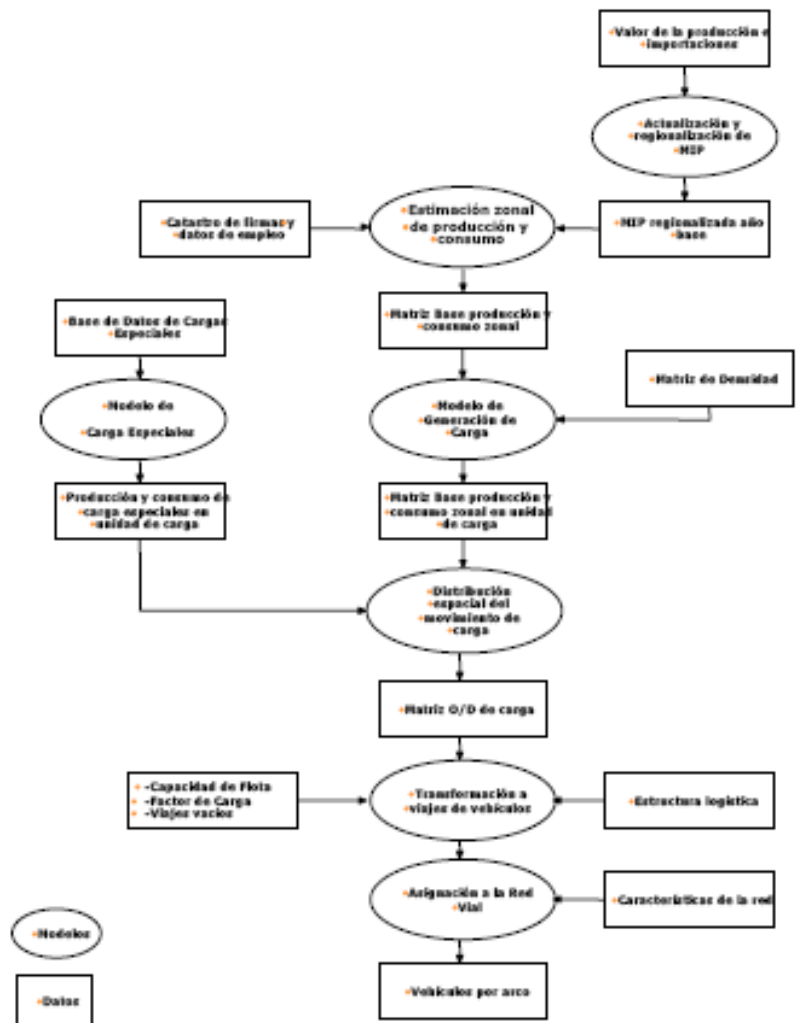 Valor de la producción e
importaciones
Actualización y
regionalización de
MIP
Catastro de firmas y
datos de empleo
Estimación zonal
de producción y
consumo
MIP regionalizada año
base
Base de Datos de Cargas
Especiales
Matriz Base producción y
consumo zonal
Matriz de Densidad
Modelo de
Carga Especiales
Modelo de
Generación de
Carga
Producción y consumo de
carga especiales en
unidad de carga
Matriz Base producción y
consumo zonal en unidad
de carga
Distribución
espacial del
movimiento de
carga
Matriz O/D de carga
-Capacidad de Flota
-Factor de Carga
-Viajes vacíos
Transformación a
viajes de vehículos
Estructura logística
Asignación a la Red
Vial
Características de la red
Modelos
Datos
Vehículos por arco